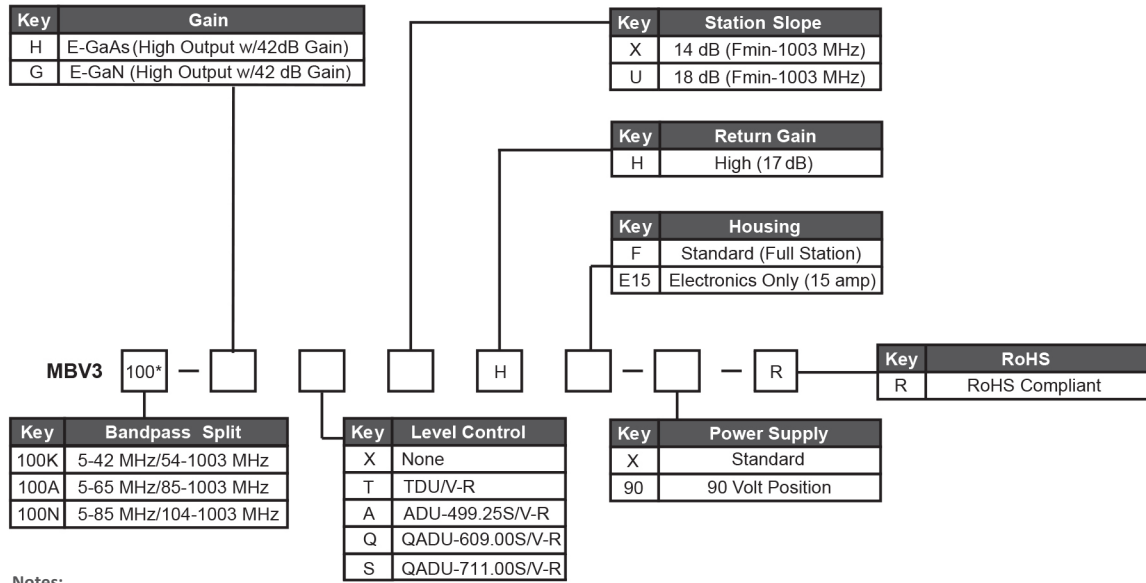 Key Gain
H E-GaAs (High Output w/42dB Gain)
G E-GaN (High Output w/42 dB Gain)
Key Station Slope
X 14 dB (Fmin-1003 MHz)
U 18 dB (Fmin-1003 MHz)
Key Return Gain
H High (17 dB)
Key Housing
F Standard (Full Station)
E15 Electronics Only (15 amp)
MBV3 100* — H — - R
Key RoHS
R RoHS Compliant
Key Bandpass Split
100K 5-42 MHz/54-1003 MHz
100A 5-65 MHz/85-1003 MHz
100N 5-85 MHz/104-1003 MHz
Key Level Control
X None
T TDU/V-R
A ADU-499.25S/V-R
Q QADU-609.00S/V-R
S QADU-711.00S/V-R
Key Power Supply
X Standard
90 90 Volt Position
Notes: